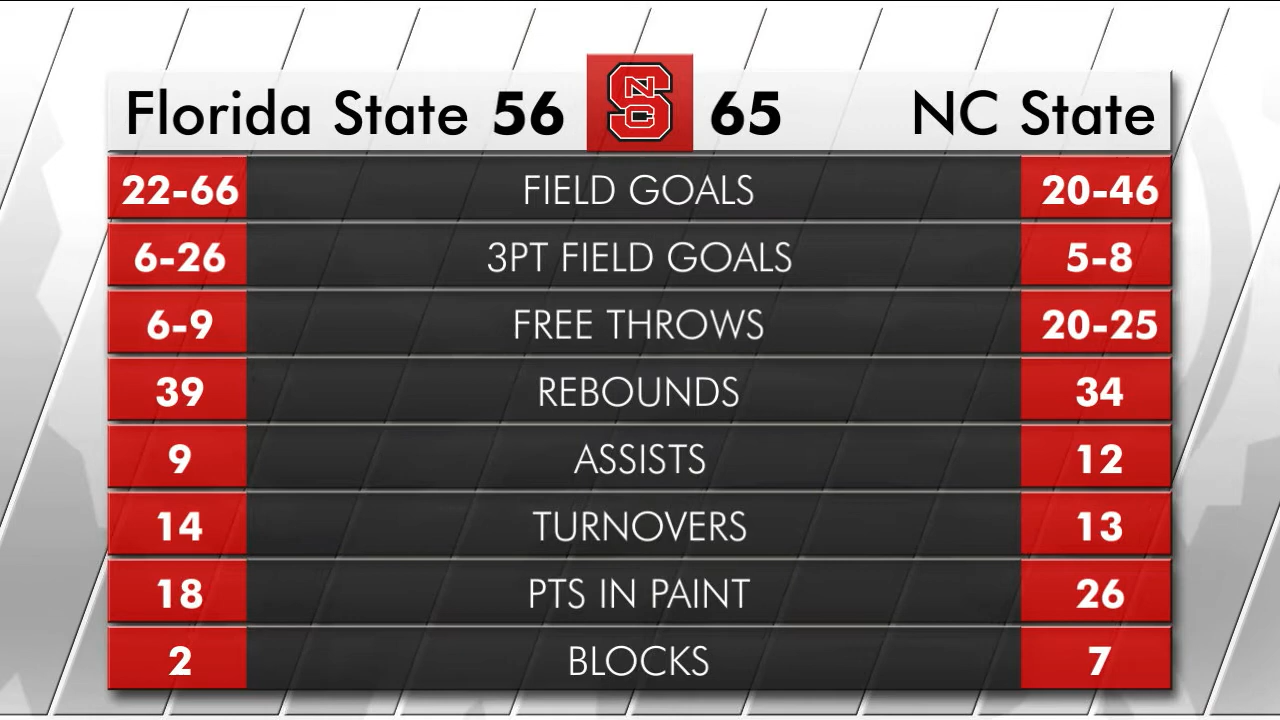 Florida State 56 NCS 65 NC State
22-66 FIELD GOALS 20-46
6-26 3PT FIELD GOALS 5-8
6-9 FREE THROWS 20-25
39 REBOUNDS 34
9 ASSISTS 12
14 TURNOVERS 13
18 PTS IN PAINT 26
2 BLOCKS 7